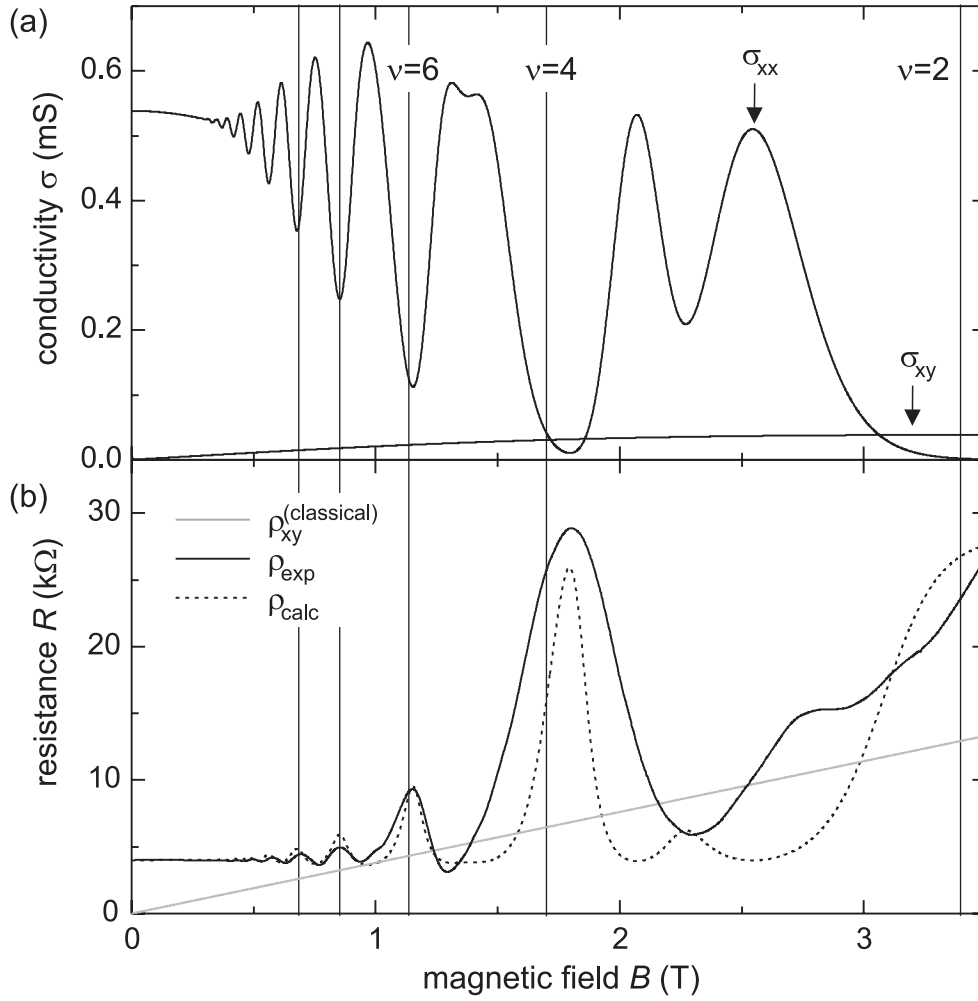 (a)
conductivity σ (mS)
0.6
0.4
0.2
0.0
ν=6
ν=4
σxx
ν=2
σxy
(b)
resistance R (kΩ)
30
20
10
0
ρxy(classical)
ρexp
ρcalc
0
1
2
3
magnetic field B (T)